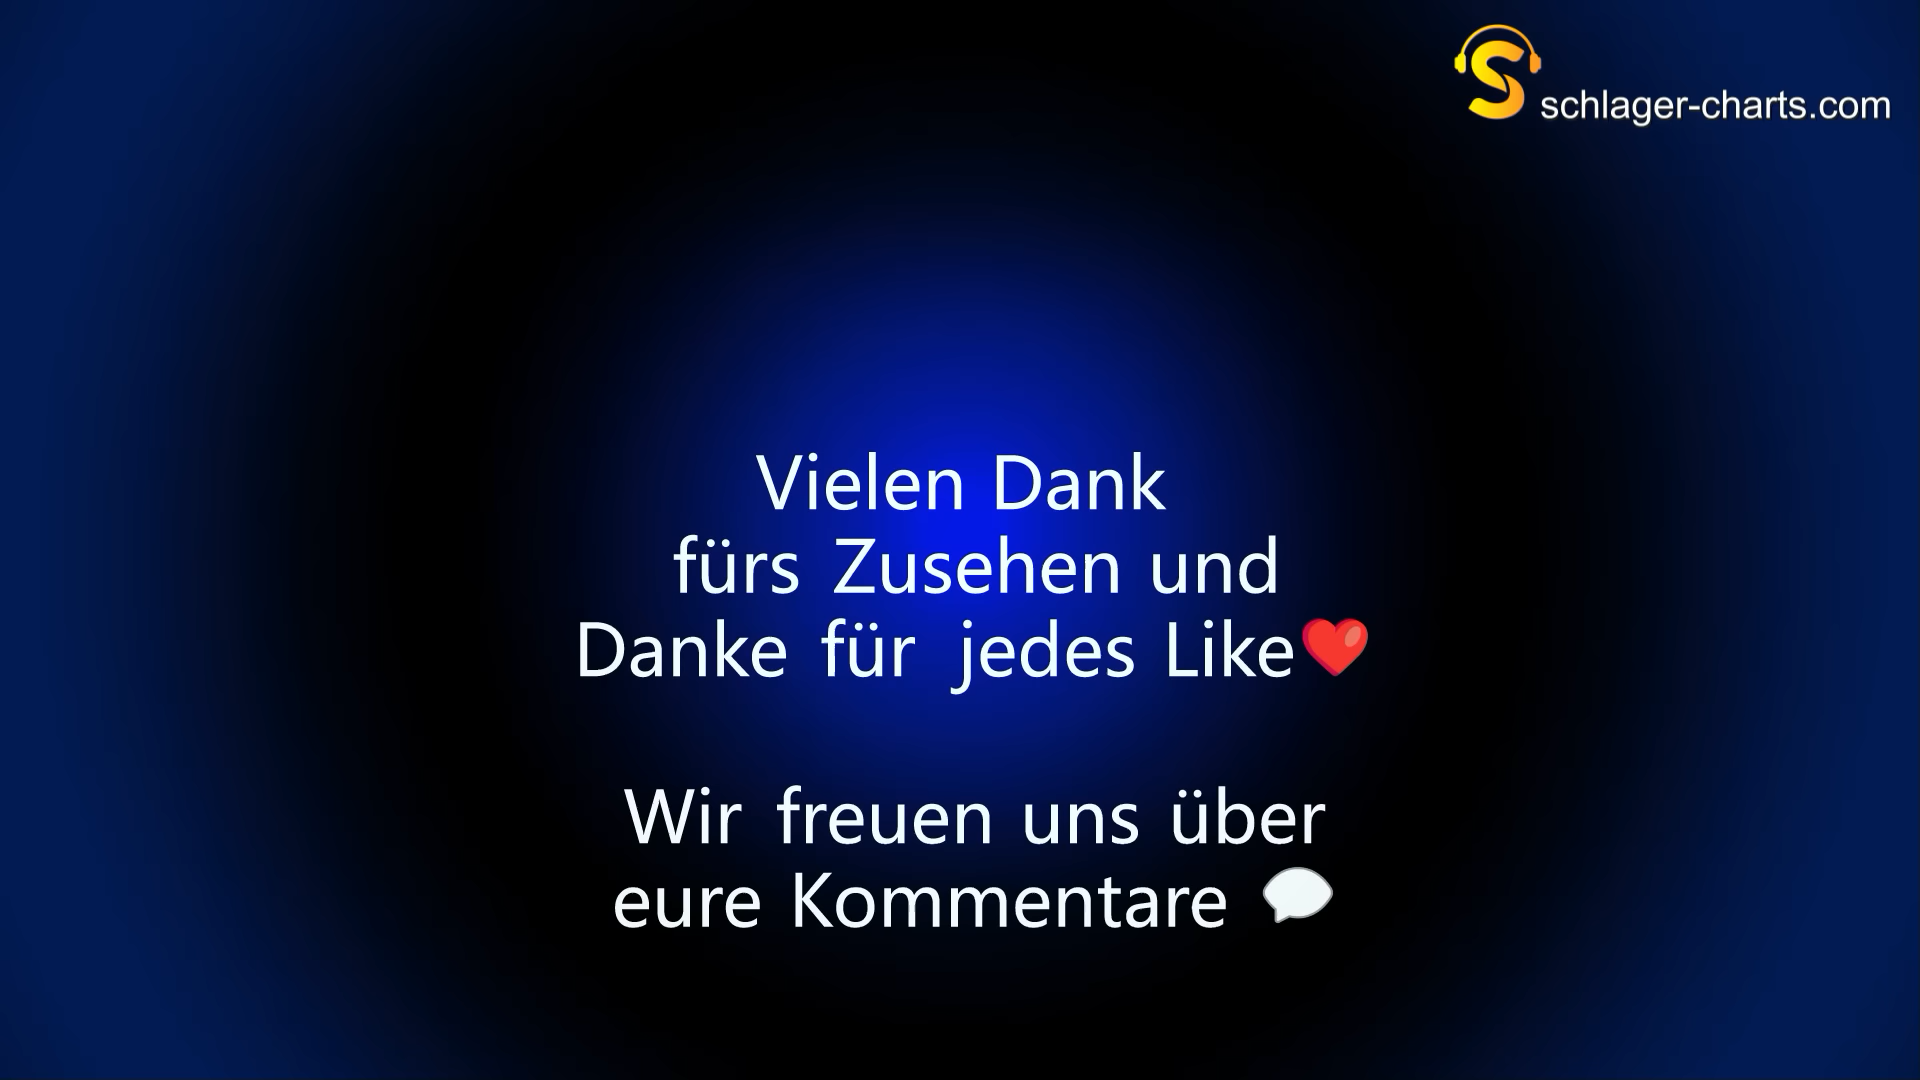 schlager-charts.com
Vielen Dank
fürs Zusehen und
Danke für jedes Like❤️
Wir freuen uns über
eure Kommentare 💬